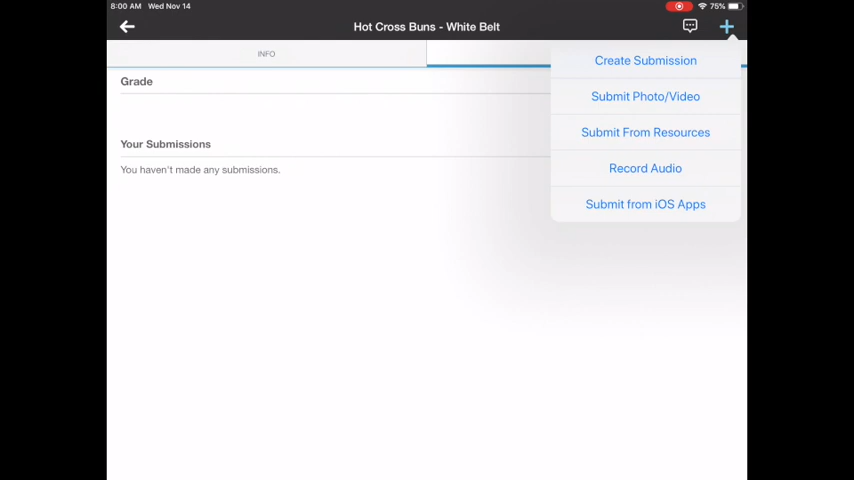 8:00 AM Wed Nov 14
75%
Hot Cross Buns - White Belt
INFO
Create Submission
Grade
Submit Photo/Video
Submit From Resources
Your Submissions
You haven't made any submissions.
Record Audio
Submit from iOS Apps